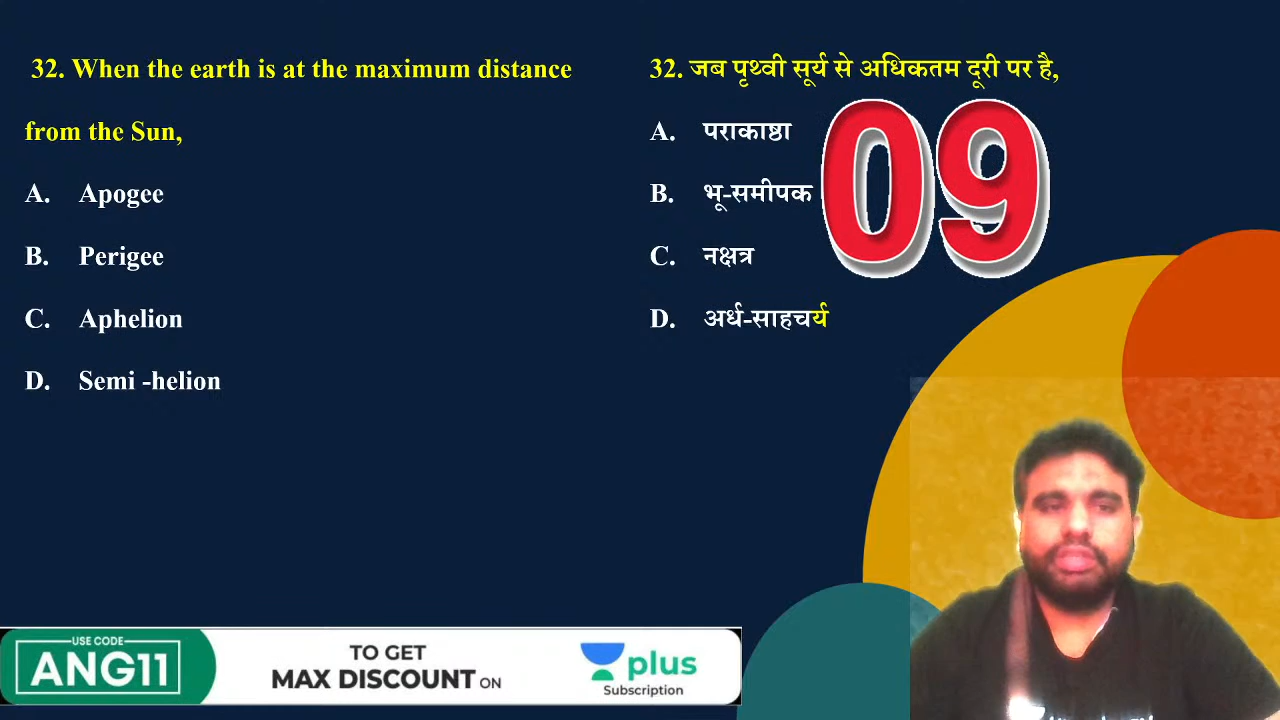 32. When the earth is at the maximum distance
from the Sun,
A. Apogee
B. Perigee
C. Aphelion
D. Semi -helion
32. जब पृथ्वी सूर्य से अधिकतम दूरी पर है,
A. पराकाष्ठा
B. भू-समीपक
C. नक्षत्र
D. अर्ध-साहचर्य
09
USE CODE
ANG11
TO GET
MAX DISCOUNT ON
plus
Subscription